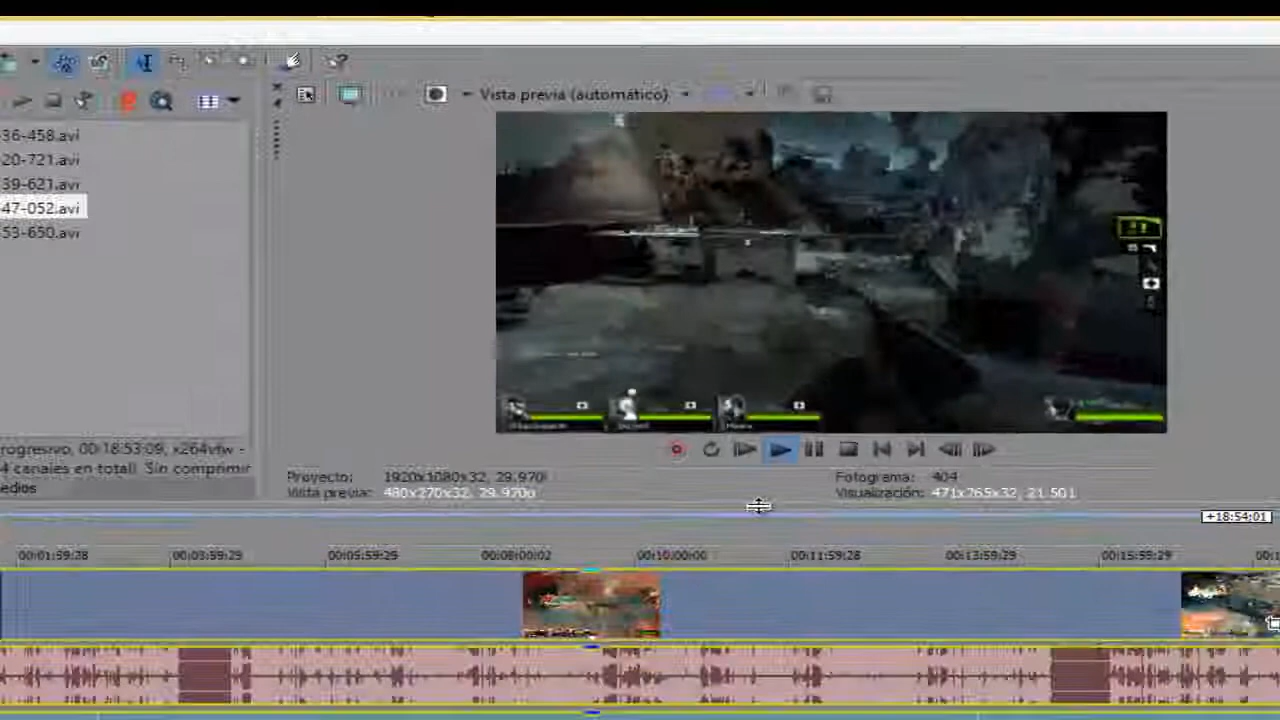 Vista previa (automático)
-36-458.avi
-20-721.avi
-39-621.avi
-47-052.avi
-53-650.avi
rogresivo, 00:18:53:09, x264vfw -
4 canales en total). Sin comprimir
edios
Proyecto: 1920x1080x32, 29.970i
Fotograma: 404
Vista previa: 480x270x32, 29.970p
Visualización: 471x265x32, 21.501
+18:54:01
00:01:59:28 00:03:59:29 00:05:59:29 00:08:00:02 00:10:00:00 00:11:59:28 00:13:59:29 00:15:59:29